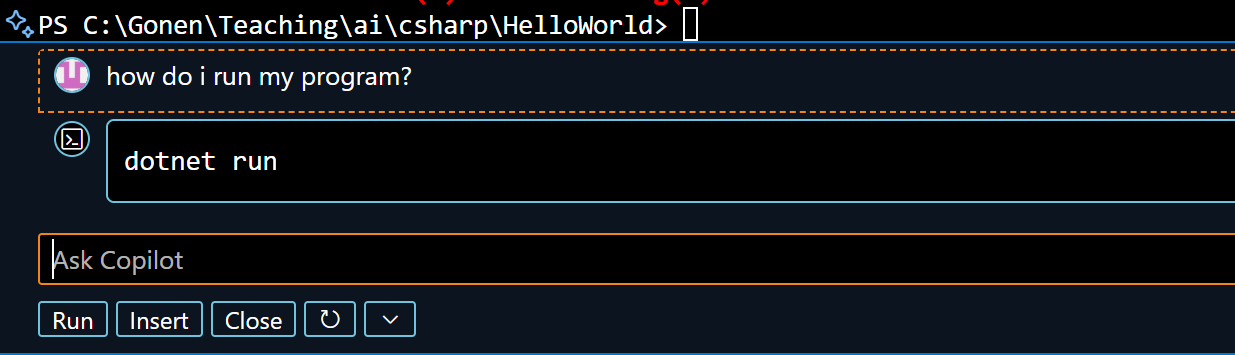 PS C:\Gonen\Teaching\ai\csharp\HelloWorld>
how do i run my program?
dotnet run
Ask Copilot
Run Insert Close